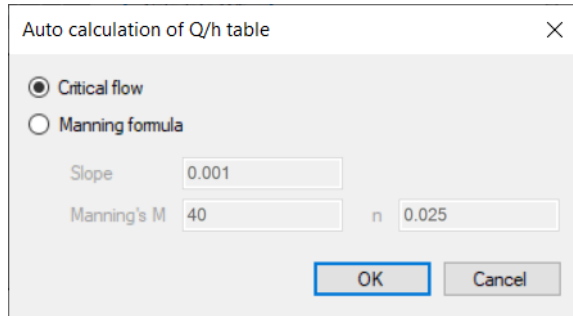 Auto calculation of Q/h table
Critical flow
Manning formula
Slope 0.001
Manning's M 40 n 0.025
OK Cancel